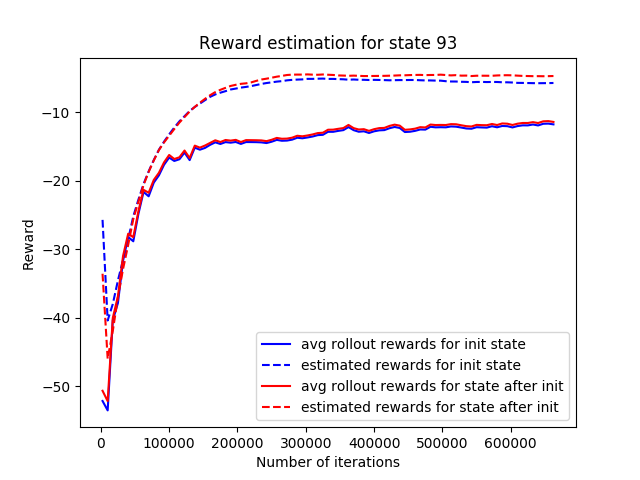 Reward estimation for state 93
Reward
−10
−20
−30
−40
−50
avg rollout rewards for init state
estimated rewards for init state
avg rollout rewards for state after init
estimated rewards for state after init
0 100000 200000 300000 400000 500000 600000
Number of iterations